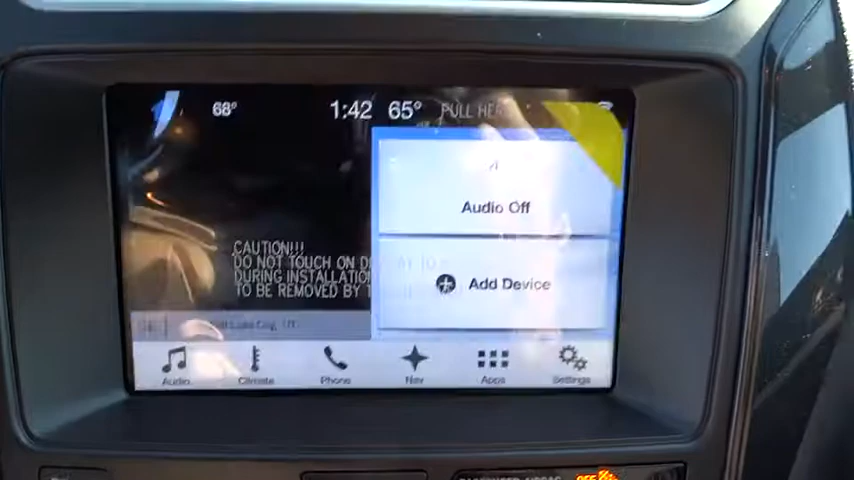 68°
1:42
65°
PULL HERE
Audio Off
Add Device
CAUTION!!!
DO NOT TOUCH ON
DURING INSTALLATION
TO BE REMOVED BY
Audio
Climate
Phone
Nav
Apps
Settings
OFF